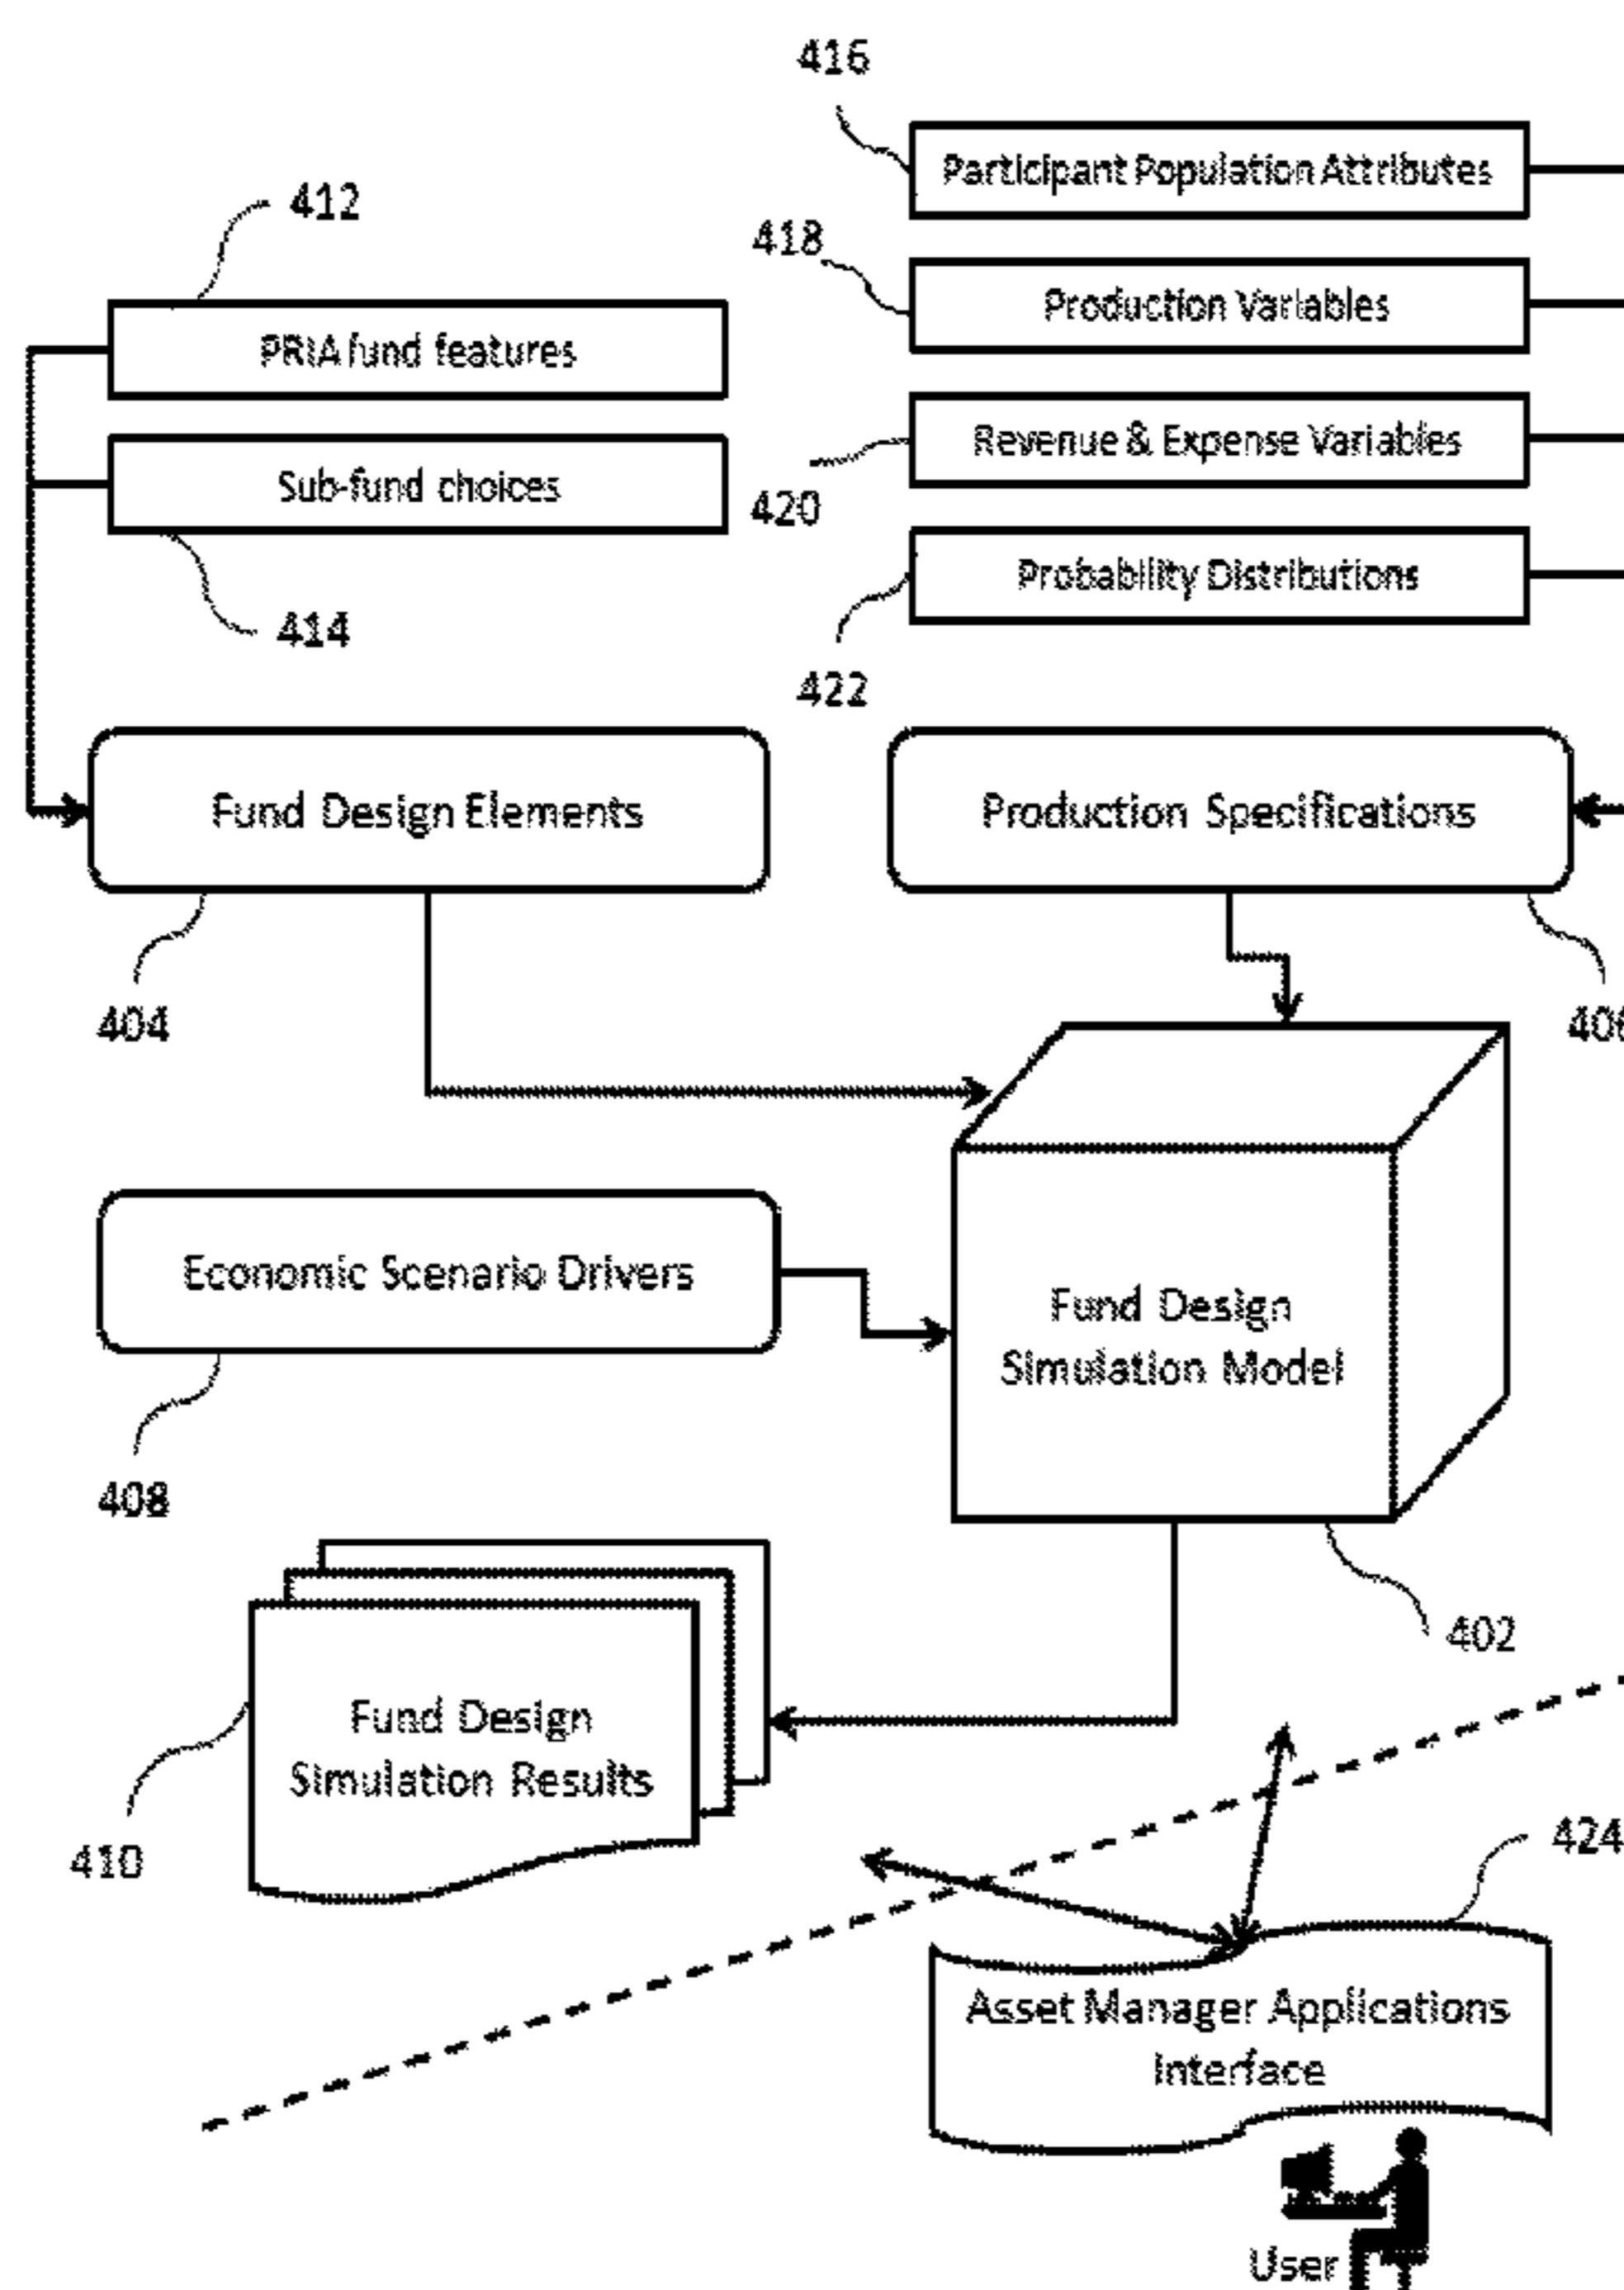 416
Participant Population Attributes
412
418
Production Variables
PRIA fund features
Revenue & Expense Variables
Sub-fund choices
420
Probability Distributions
414
422
Fund Design Elements
Production Specifications
404
Economic Scenario Drivers
Fund Design
Simulation Model
408
402
Fund Design
Simulation Results
410
424
Asset Manager Applications
Interface
User